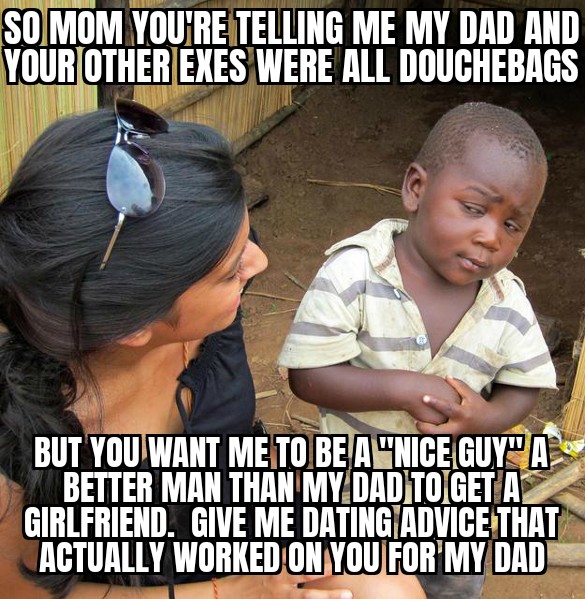 SO MOM YOU'RE TELLING ME MY DAD AND
YOUR OTHER EXES WERE ALL DOUCHEBAGS
BUT YOU WANT ME TO BE A "NICE GUY" A
BETTER MAN THAN MY DAD TO GET A
GIRLFRIEND. GIVE ME DATING ADVICE THAT
ACTUALLY WORKED ON YOU FOR MY DAD